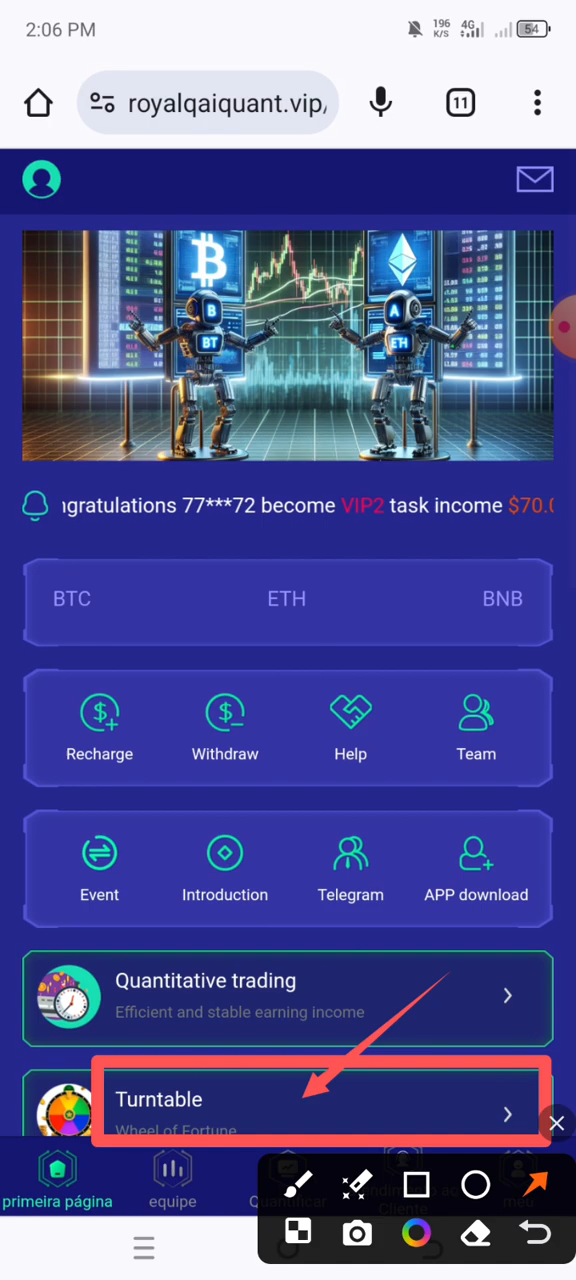 2:06 PM
196
K/S
4G
54
royalqaiquant.vip/
11
B
A
BT
ETH
ngratulations 77***72 become VIP2 task income $70.0
BTC ETH BNB
Recharge Withdraw Help Team
Event Introduction Telegram APP download
Quantitative trading
Efficient and stable earning income
Turntable
Wheel of Fortune
primeira página equipe